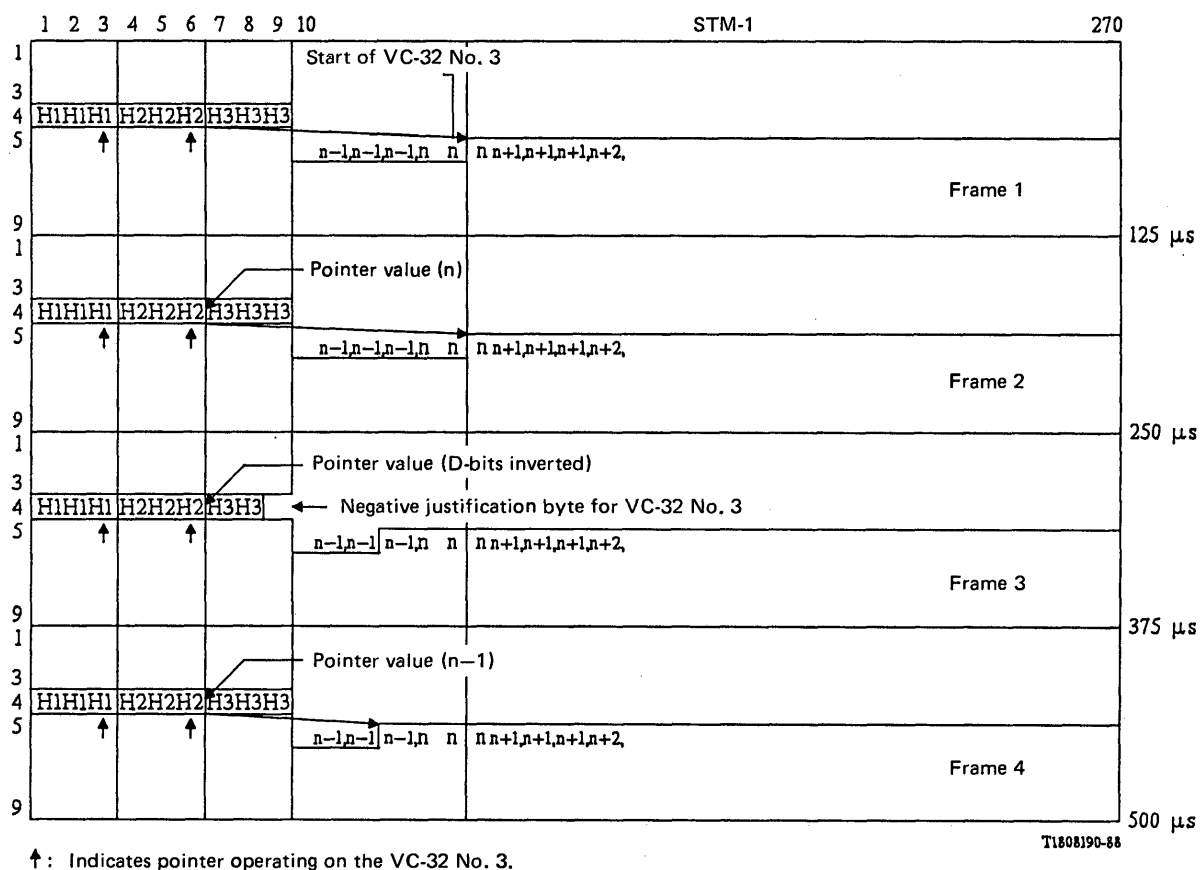 1 2 3 4 5 6 7 8 9 10 STM-1 270
1
Start of VC-32 No. 3
3
4 H1H1H1 H2H2H2 H3H3H3
5
n−1,n−1,n−1,n n n n+1,n+1,n+1,n+2,
Frame 1
9
125 µs
1
Pointer value (n)
3
4 H1H1H1 H2H2H2 H3H3H3
5
n−1,n−1,n−1,n n n n+1,n+1,n+1,n+2,
Frame 2
9
250 µs
1
Pointer value (D-bits inverted)
3
4 H1H1H1 H2H2H2 H3H3 ← Negative justification byte for VC-32 No. 3
5
n−1,n−1 n−1,n n n n+1,n+1,n+1,n+2,
Frame 3
9
375 µs
1
Pointer value (n−1)
3
4 H1H1H1 H2H2H2 H3H3H3
5
n−1,n−1 n−1,n n n n+1,n+1,n+1,n+2,
Frame 4
9
500 µs
T1808190-88
↑ : Indicates pointer operating on the VC-32 No. 3.